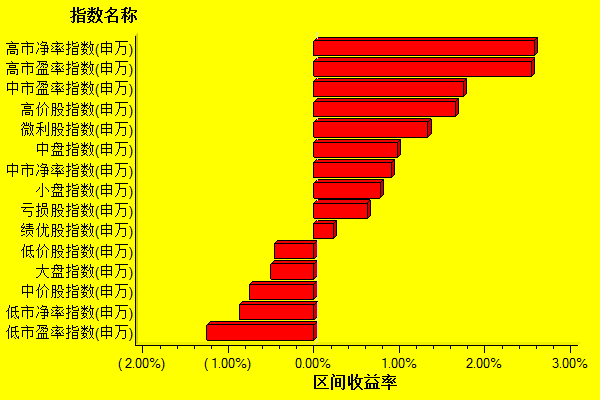 指数名称
高市净率指数(申万)
高市盈率指数(申万)
中市盈率指数(申万)
高价股指数(申万)
微利股指数(申万)
中盘指数(申万)
中市净率指数(申万)
小盘指数(申万)
亏损股指数(申万)
绩优股指数(申万)
低价股指数(申万)
大盘指数(申万)
中价股指数(申万)
低市净率指数(申万)
低市盈率指数(申万)
(2.00%) (1.00%) 0.00% 1.00% 2.00% 3.00%
区间收益率